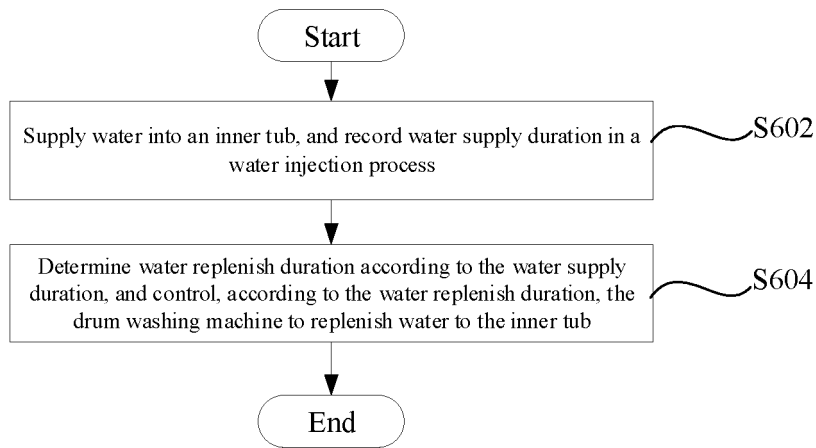 Start
Supply water into an inner tub, and record water supply duration in a
water injection process
S602
Determine water replenish duration according to the water supply
duration, and control, according to the water replenish duration, the
drum washing machine to replenish water to the inner tub
S604
End